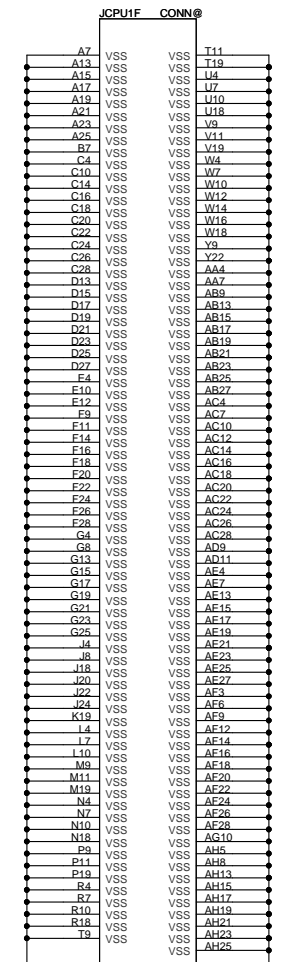 JCPU1F CONN@
A7 VSS VSS T11
A13 VSS VSS T19
A15 VSS VSS U4
A17 VSS VSS U7
A19 VSS VSS U10
A21 VSS VSS U18
A23 VSS VSS V9
A25 VSS VSS V11
B7 VSS VSS V19
C4 VSS VSS W4
C10 VSS VSS W7
C14 VSS VSS W10
C16 VSS VSS W12
C18 VSS VSS W14
C20 VSS VSS W16
C22 VSS VSS W18
C24 VSS VSS Y9
C26 VSS VSS Y22
C28 VSS VSS AA4
D13 VSS VSS AA7
D15 VSS VSS AB9
D17 VSS VSS AB13
D19 VSS VSS AB15
D21 VSS VSS AB17
D23 VSS VSS AB19
D25 VSS VSS AB21
D27 VSS VSS AB23
E4 VSS VSS AB25
E10 VSS VSS AB27
E12 VSS VSS AC4
F9 VSS VSS AC7
F11 VSS VSS AC10
F14 VSS VSS AC12
F16 VSS VSS AC14
F18 VSS VSS AC16
F20 VSS VSS AC18
F22 VSS VSS AC20
F24 VSS VSS AC22
F26 VSS VSS AC24
F28 VSS VSS AC26
G4 VSS VSS AC28
G8 VSS VSS AD9
G13 VSS VSS AD11
G15 VSS VSS AE4
G17 VSS VSS AE7
G19 VSS VSS AE13
G21 VSS VSS AE15
G23 VSS VSS AE17
G25 VSS VSS AE19
J4 VSS VSS AE21
J8 VSS VSS AE23
J18 VSS VSS AE25
J20 VSS VSS AE27
J22 VSS VSS AF3
J24 VSS VSS AF6
K19 VSS VSS AF9
L4 VSS VSS AF12
L7 VSS VSS AF14
L10 VSS VSS AF16
M9 VSS VSS AF18
M11 VSS VSS AF20
M19 VSS VSS AF22
N4 VSS VSS AF24
N7 VSS VSS AF26
N10 VSS VSS AF28
N18 VSS VSS AG10
P9 VSS VSS AH5
P11 VSS VSS AH8
P19 VSS VSS AH13
R4 VSS VSS AH15
R7 VSS VSS AH17
R10 VSS VSS AH19
R18 VSS VSS AH21
T9 VSS VSS AH23
VSS AH25